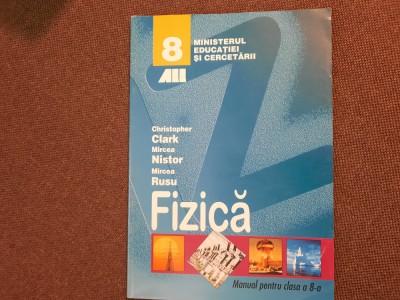 8
MINISTERUL
EDUCAȚIEI
ȘI CERCETĂRII
ALL
Christopher
Clark
Mircea
Nistor
Mircea
Rusu
Fizică
Manual pentru clasa a 8-a